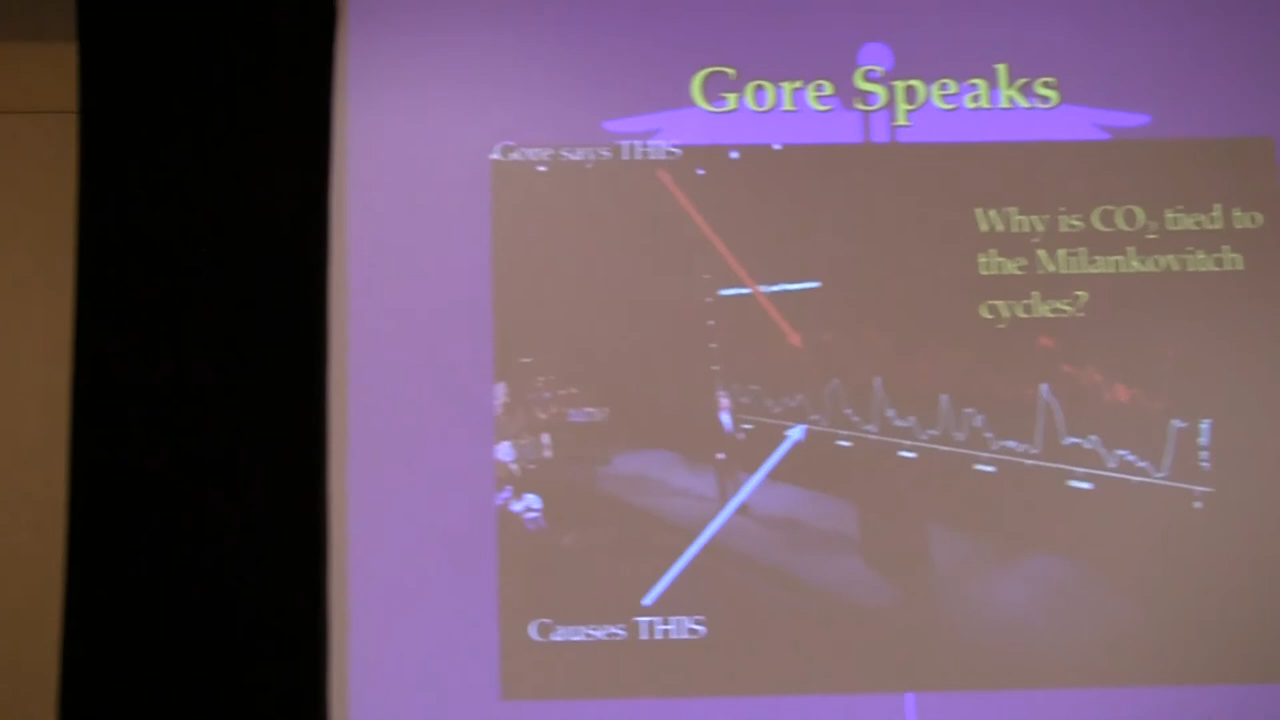 Gore Speaks
Gore says THIS
Why is CO₂ tied to
the Milankovitch
cycles?
Causes THIS